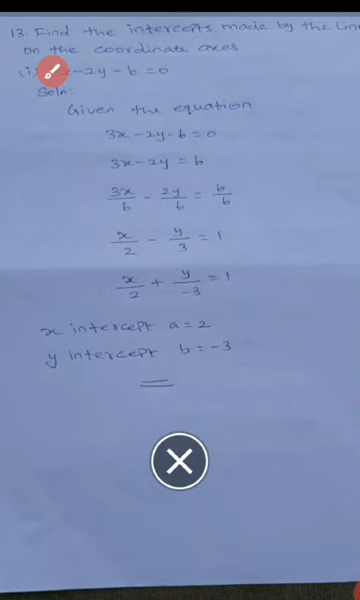 13. Find the intercepts made by the Line
on the coordinate axes
(i) -2y-6=0
Soln:
Given the equation
3x-2y-6=0
3x-2y=6
3x/6 - 2y/6 = 6/6
x/2 - y/3 = 1
x/2 + y/-3 = 1
x intercept a=2
y intercept b=-3